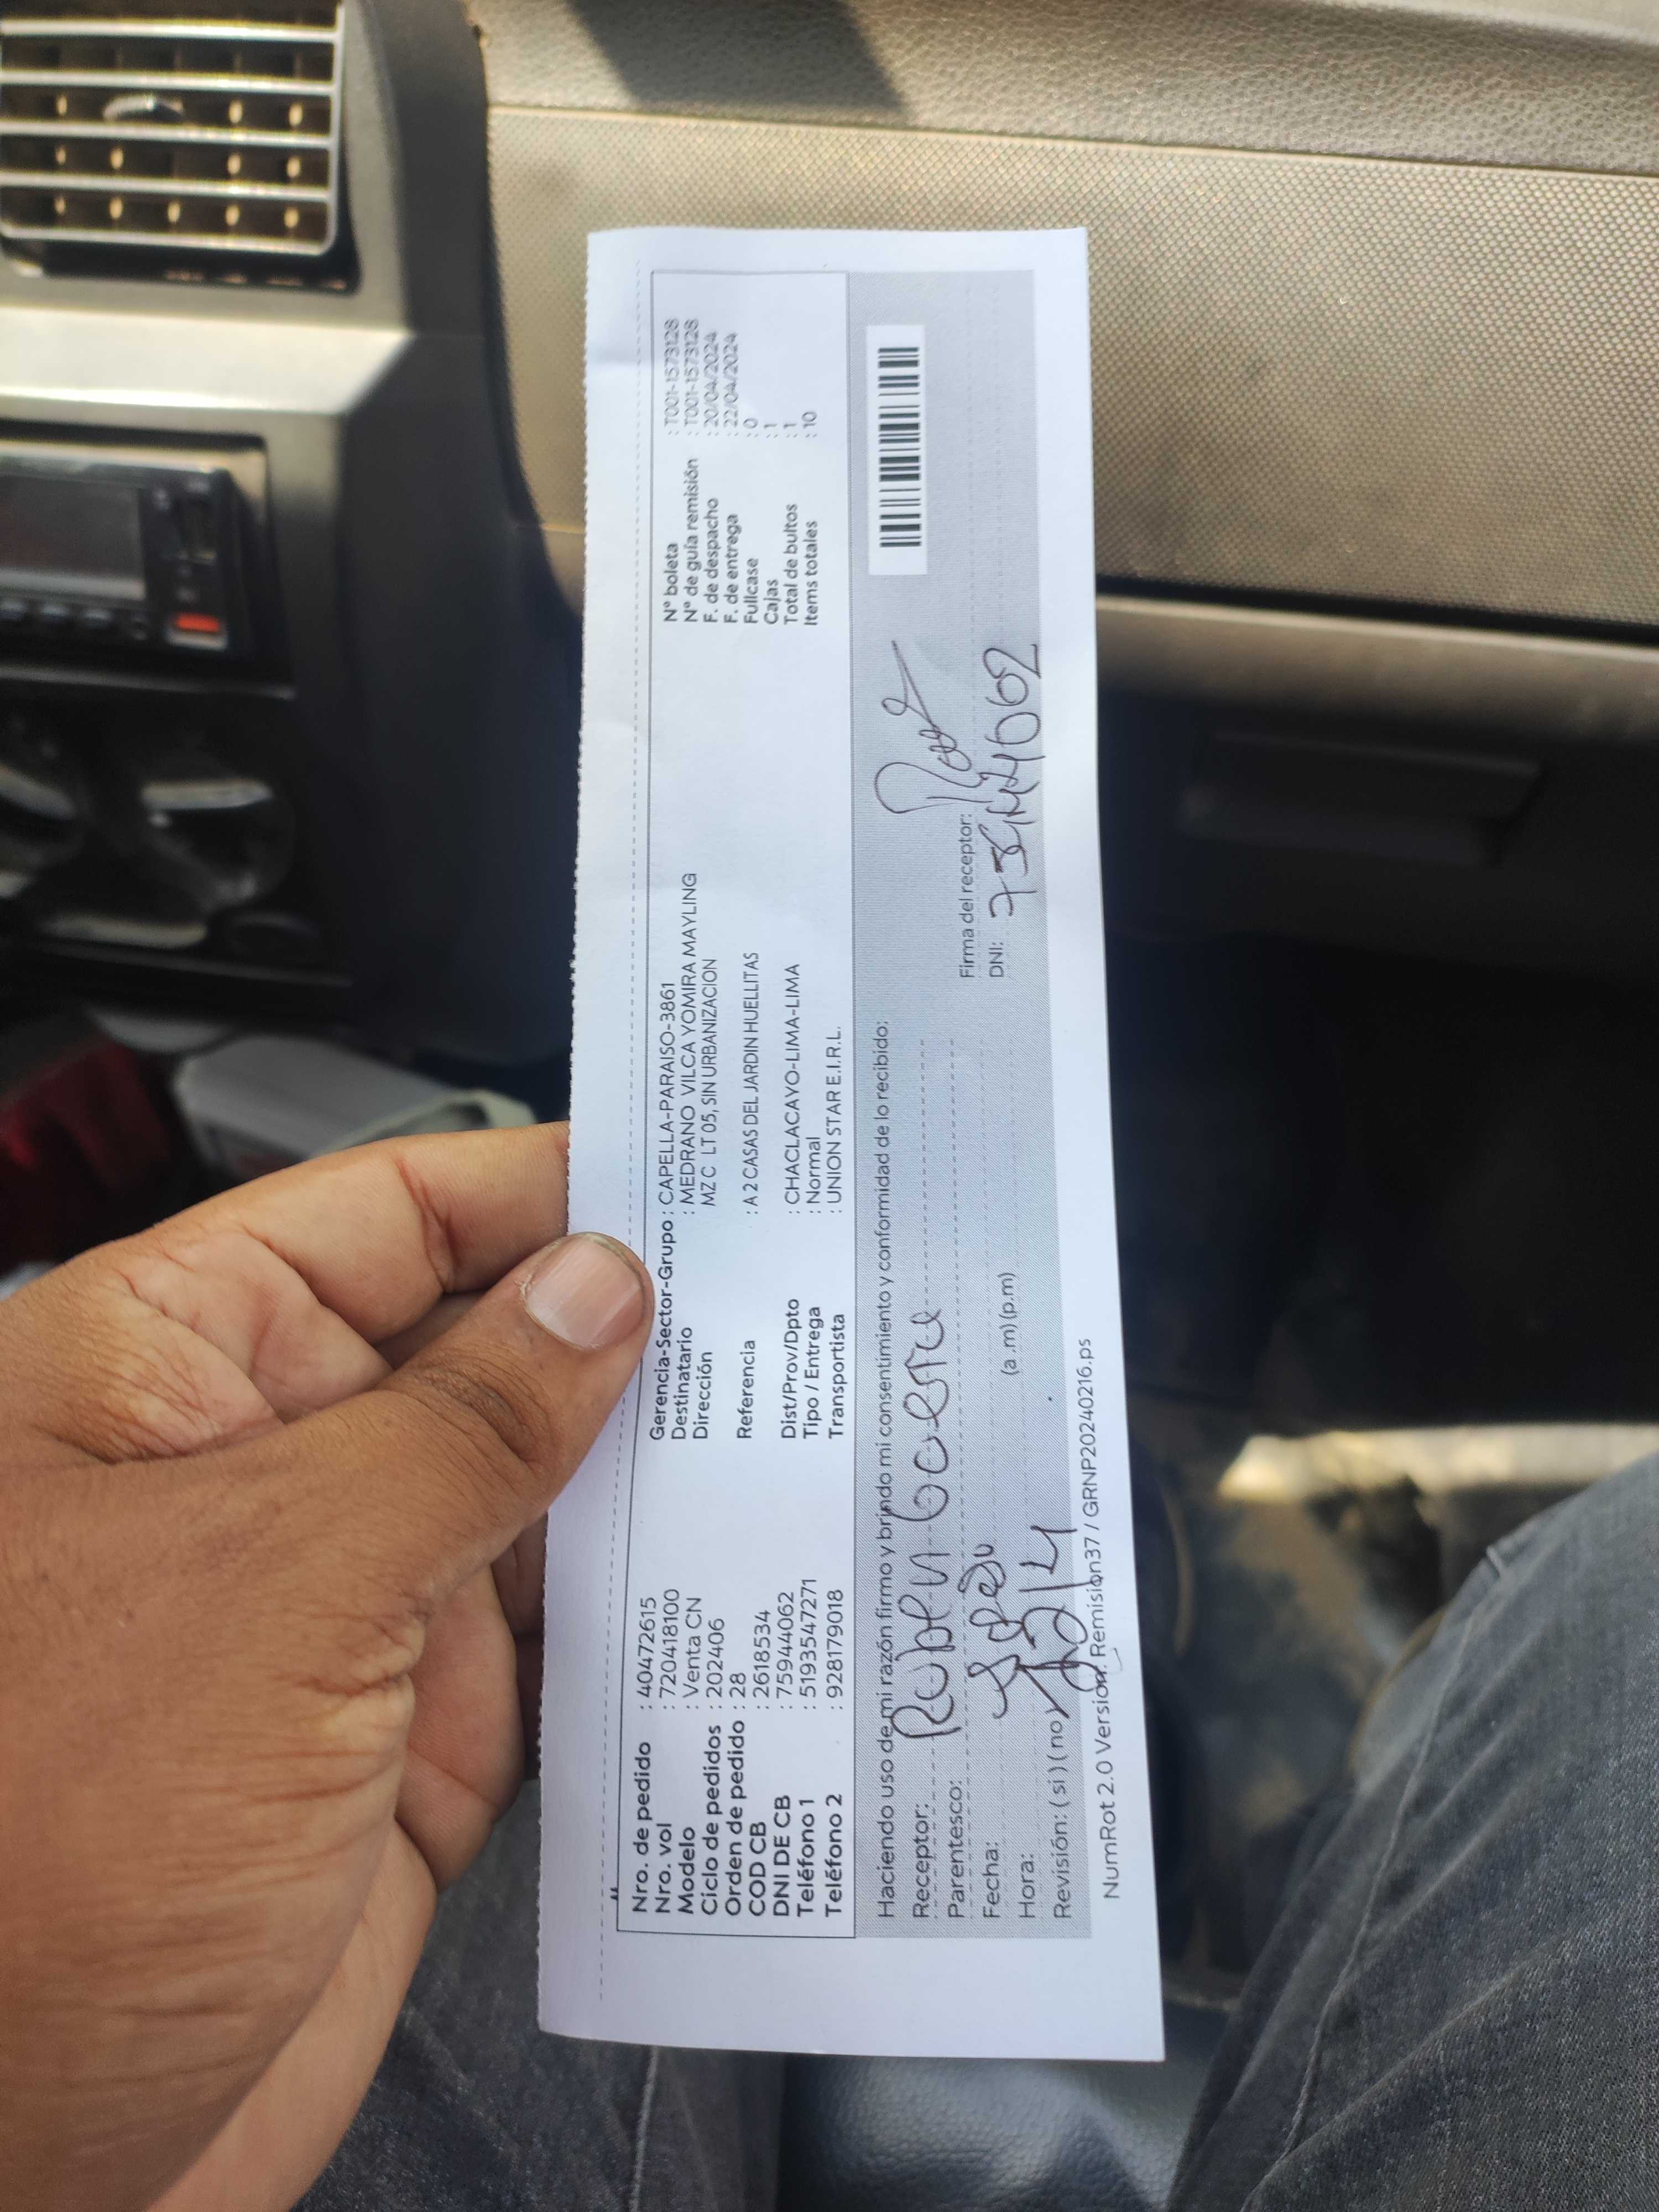 Nro. de pedido : 40472615
Nro. vol : 720418100
Modelo : Venta CN
Ciclo de pedidos : 202406
Orden de pedido : 28
COD CB : 2618534
DNI DE CB : 75944062
Teléfono 1 : 5193547271
Teléfono 2 : 928179018
Gerencia-Sector-Grupo : CAPELLA-PARAISO-3861
Destinatario : MEDRANO VILCA YOMIRA MAYLING
Dirección MZ C LT 05, SIN URBANIZACION
Referencia : A 2 CASAS DEL JARDIN HUELLITAS
Dist/Prov/Dpto : CHACLACAYO-LIMA-LIMA
Tipo / Entrega : Normal
Transportista : UNION STAR E.I.R.L.
N° boleta : T001-1573128
N° de guía remisión : T001-1573128
F. de despacho : 20/04/2024
F. de entrega : 22/04/2024
Fullcase : 0
Cajas : 1
Total de bultos : 1
Items totales : 10
Haciendo uso de mi razón firmo y brindo mi consentimiento y conformidad de lo recibido:
Receptor:
Parentesco:
Fecha:
Hora: (a .m) (p.m)
Revisión: ( si ) ( no )
Firma del receptor:
DNI:
NumRot 2.0 Version: Remision37 / GRNP20240216.ps